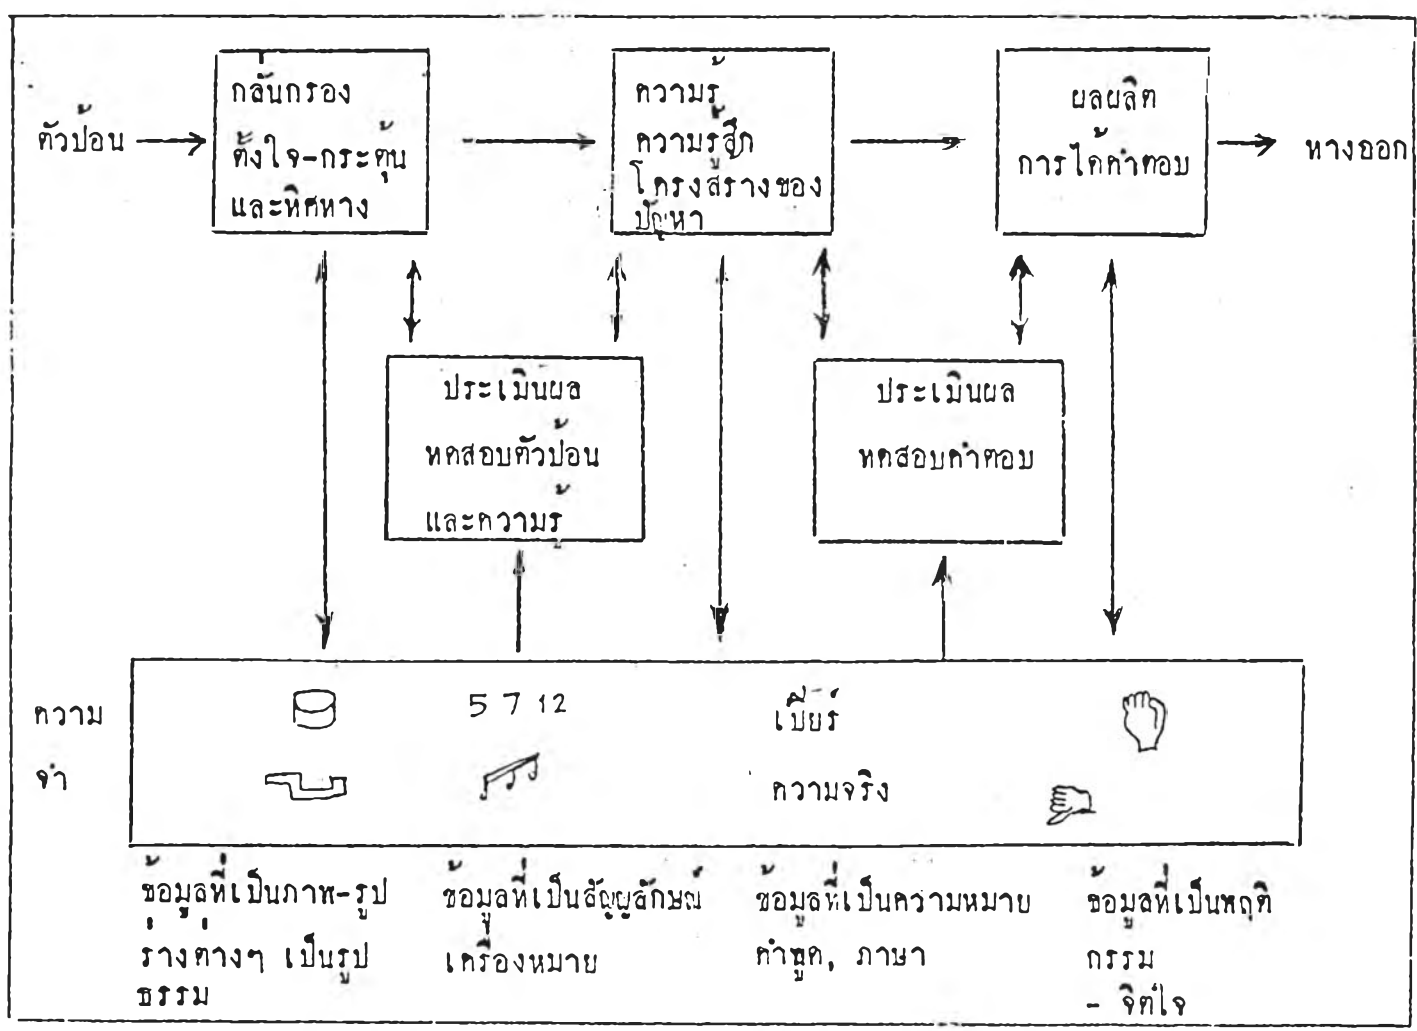 ตัวป้อน
กลั่นกรอง
ตั้งใจ-กระตุ้น
และทิศทาง
ความรู้
ความรู้สึก
โครงสร้างของ
ปัญหา
ผลผลิต
การได้คำตอบ
ทางออก
ประเมินผล
ทดสอบตัวป้อน
และความรู้
ประเมินผล
ทดสอบคำตอบ
ความ
จำ
5 7 12
เบียร์
ความจริง
ข้อมูลที่เป็นภาพ-รูป
ร่างต่างๆ เป็นรูป
ธรรม
ข้อมูลที่เป็นสัญญลักษณ์
เครื่องหมาย
ข้อมูลที่เป็นความหมาย
คำพูด, ภาษา
ข้อมูลที่เป็นพฤติ
กรรม
- จิตใจ